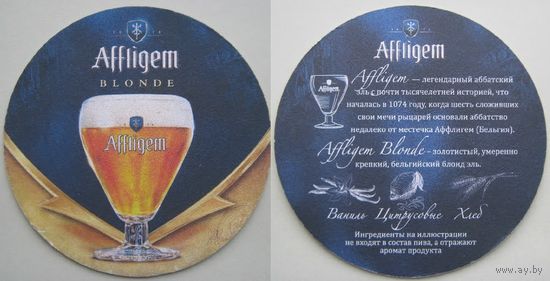 Affligem
BLONDE
Affligem
Affligem
Affligem — легендарный аббатский
эль с почти тысячелетней историей, что
началась в 1074 году, когда шесть сложивших
свои мечи рыцарей основали аббатство
недалеко от местечка Аффлигем (Бельгия).
Affligem Blonde - золотистый, умеренно
крепкий, бельгийский блонд эль.
Ваниль Цитрусовые Хлеб
Ингредиенты на иллюстрации
не входят в состав пива, а отражают
аромат продукта
www.ay.by